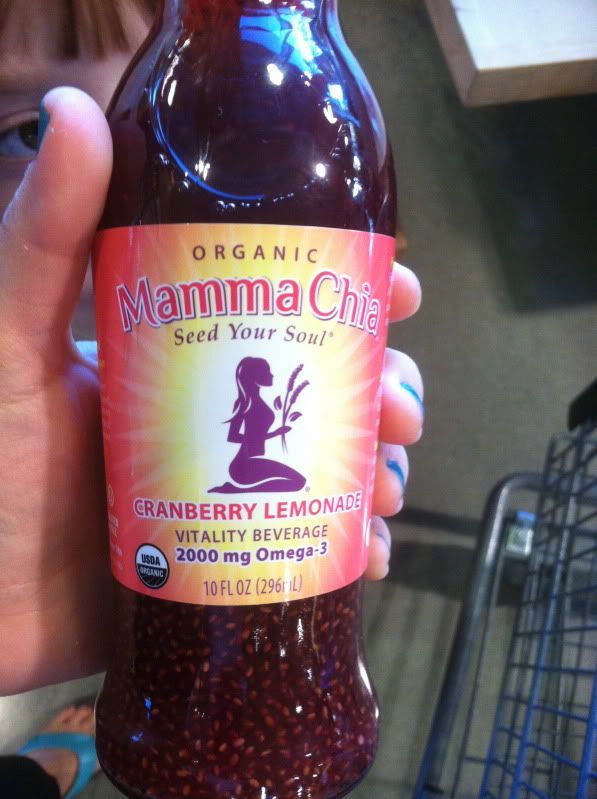 ORGANIC
Mamma Chia
Seed Your Soul®
®
CRANBERRY LEMONADE
VITALITY BEVERAGE
2000 mg Omega-3
USDA
ORGANIC
10 FL OZ (296mL)